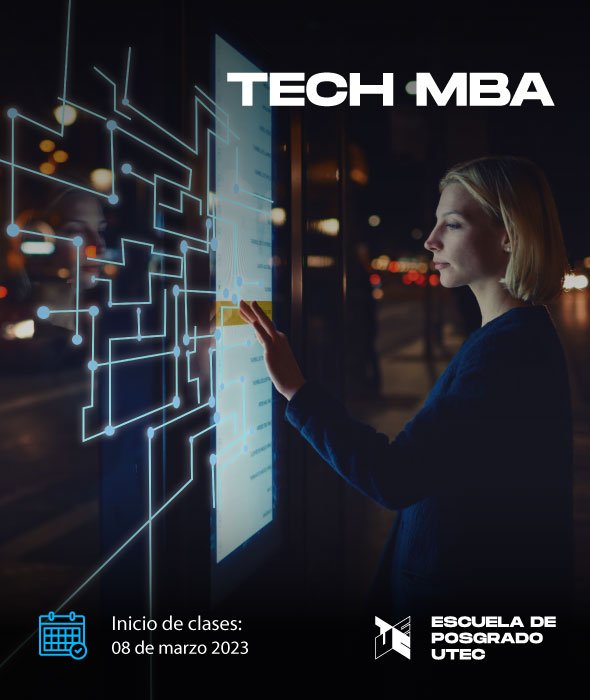 TECH MBA
Inicio de clases:
08 de marzo 2023
ESCUELA DE
POSGRADO
UTEC